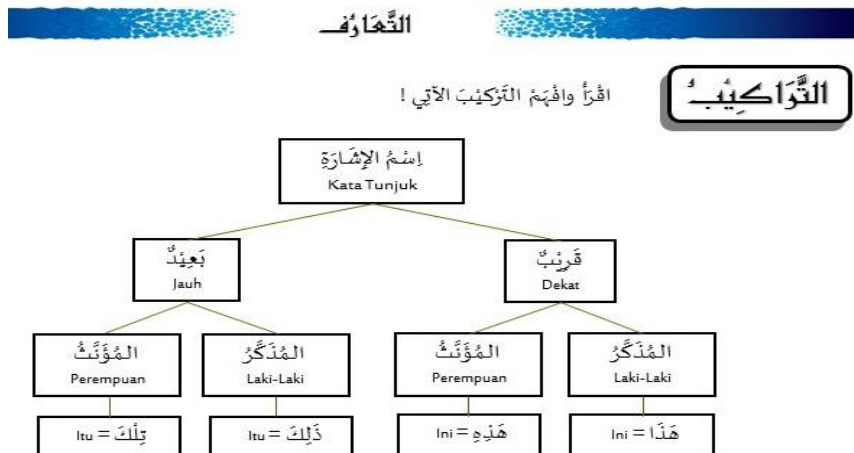 التَّعَارُف
التَّرَاكِيْبُ
اقْرَأْ وافْهَمْ التَّرْكِيْبَ الآتِي !
اِسْمُ الإِشَارَةِ
Kata Tunjuk
قَرِيْبٌ
Dekat
بَعِيْدٌ
Jauh
المُذَكَّرُ
Laki-Laki
المُؤَنَّثُ
Perempuan
المُذَكَّرُ
Laki-Laki
المُؤَنَّثُ
Perempuan
هَذَا = Ini
هَذِهِ = Ini
ذَلِكَ = Itu
تِلْكَ = Itu